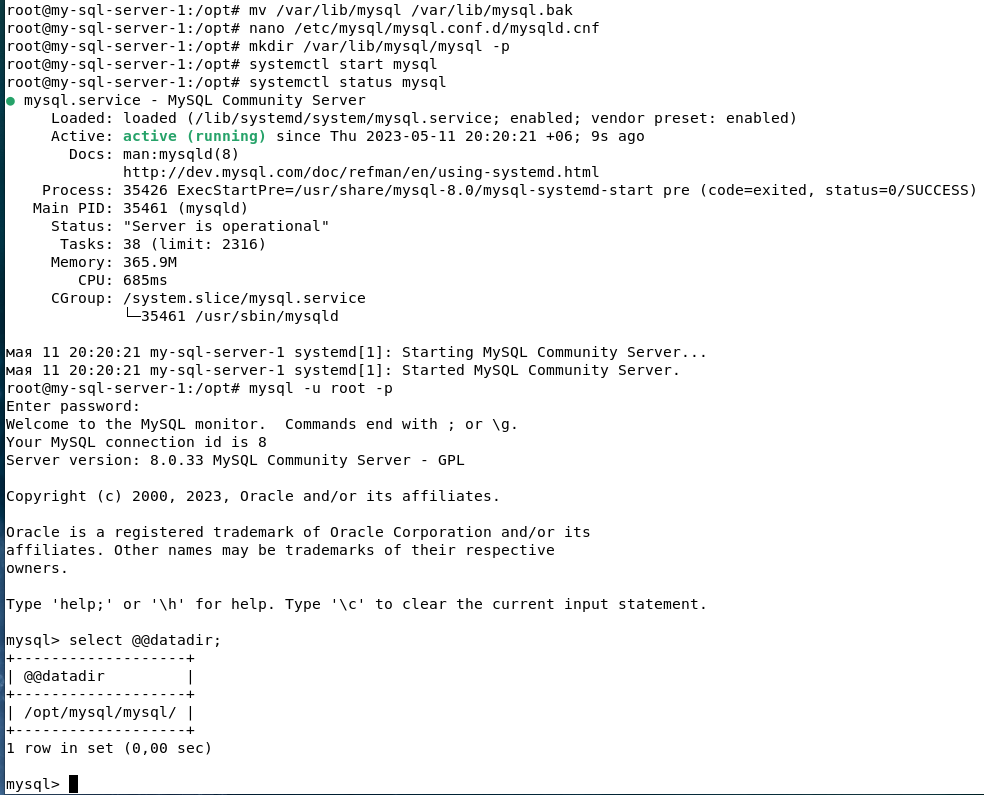 root@my-sql-server-1:/opt# mv /var/lib/mysql /var/lib/mysql.bak
root@my-sql-server-1:/opt# nano /etc/mysql/mysql.conf.d/mysqld.cnf
root@my-sql-server-1:/opt# mkdir /var/lib/mysql/mysql -p
root@my-sql-server-1:/opt# systemctl start mysql
root@my-sql-server-1:/opt# systemctl status mysql
● mysql.service - MySQL Community Server
     Loaded: loaded (/lib/systemd/system/mysql.service; enabled; vendor preset: enabled)
     Active: active (running) since Thu 2023-05-11 20:20:21 +06; 9s ago
       Docs: man:mysqld(8)
             http://dev.mysql.com/doc/refman/en/using-systemd.html
    Process: 35426 ExecStartPre=/usr/share/mysql-8.0/mysql-systemd-start pre (code=exited, status=0/SUCCESS)
   Main PID: 35461 (mysqld)
     Status: "Server is operational"
      Tasks: 38 (limit: 2316)
     Memory: 365.9M
        CPU: 685ms
     CGroup: /system.slice/mysql.service
             └─35461 /usr/sbin/mysqld

мая 11 20:20:21 my-sql-server-1 systemd[1]: Starting MySQL Community Server...
мая 11 20:20:21 my-sql-server-1 systemd[1]: Started MySQL Community Server.
root@my-sql-server-1:/opt# mysql -u root -p
Enter password:
Welcome to the MySQL monitor.  Commands end with ; or \g.
Your MySQL connection id is 8
Server version: 8.0.33 MySQL Community Server - GPL

Copyright (c) 2000, 2023, Oracle and/or its affiliates.

Oracle is a registered trademark of Oracle Corporation and/or its
affiliates. Other names may be trademarks of their respective
owners.

Type 'help;' or '\h' for help. Type '\c' to clear the current input statement.

mysql> select @@datadir;
+-------------------+
| @@datadir         |
+-------------------+
| /opt/mysql/mysql/ |
+-------------------+
1 row in set (0,00 sec)

mysql>